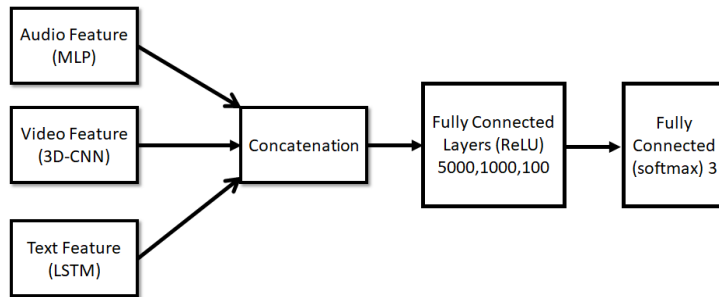 Audio Feature
(MLP)
Video Feature
(3D-CNN)
Text Feature
(LSTM)
Concatenation
Fully Connected
Layers (ReLU)
5000,1000,100
Fully
Connected
(softmax) 3